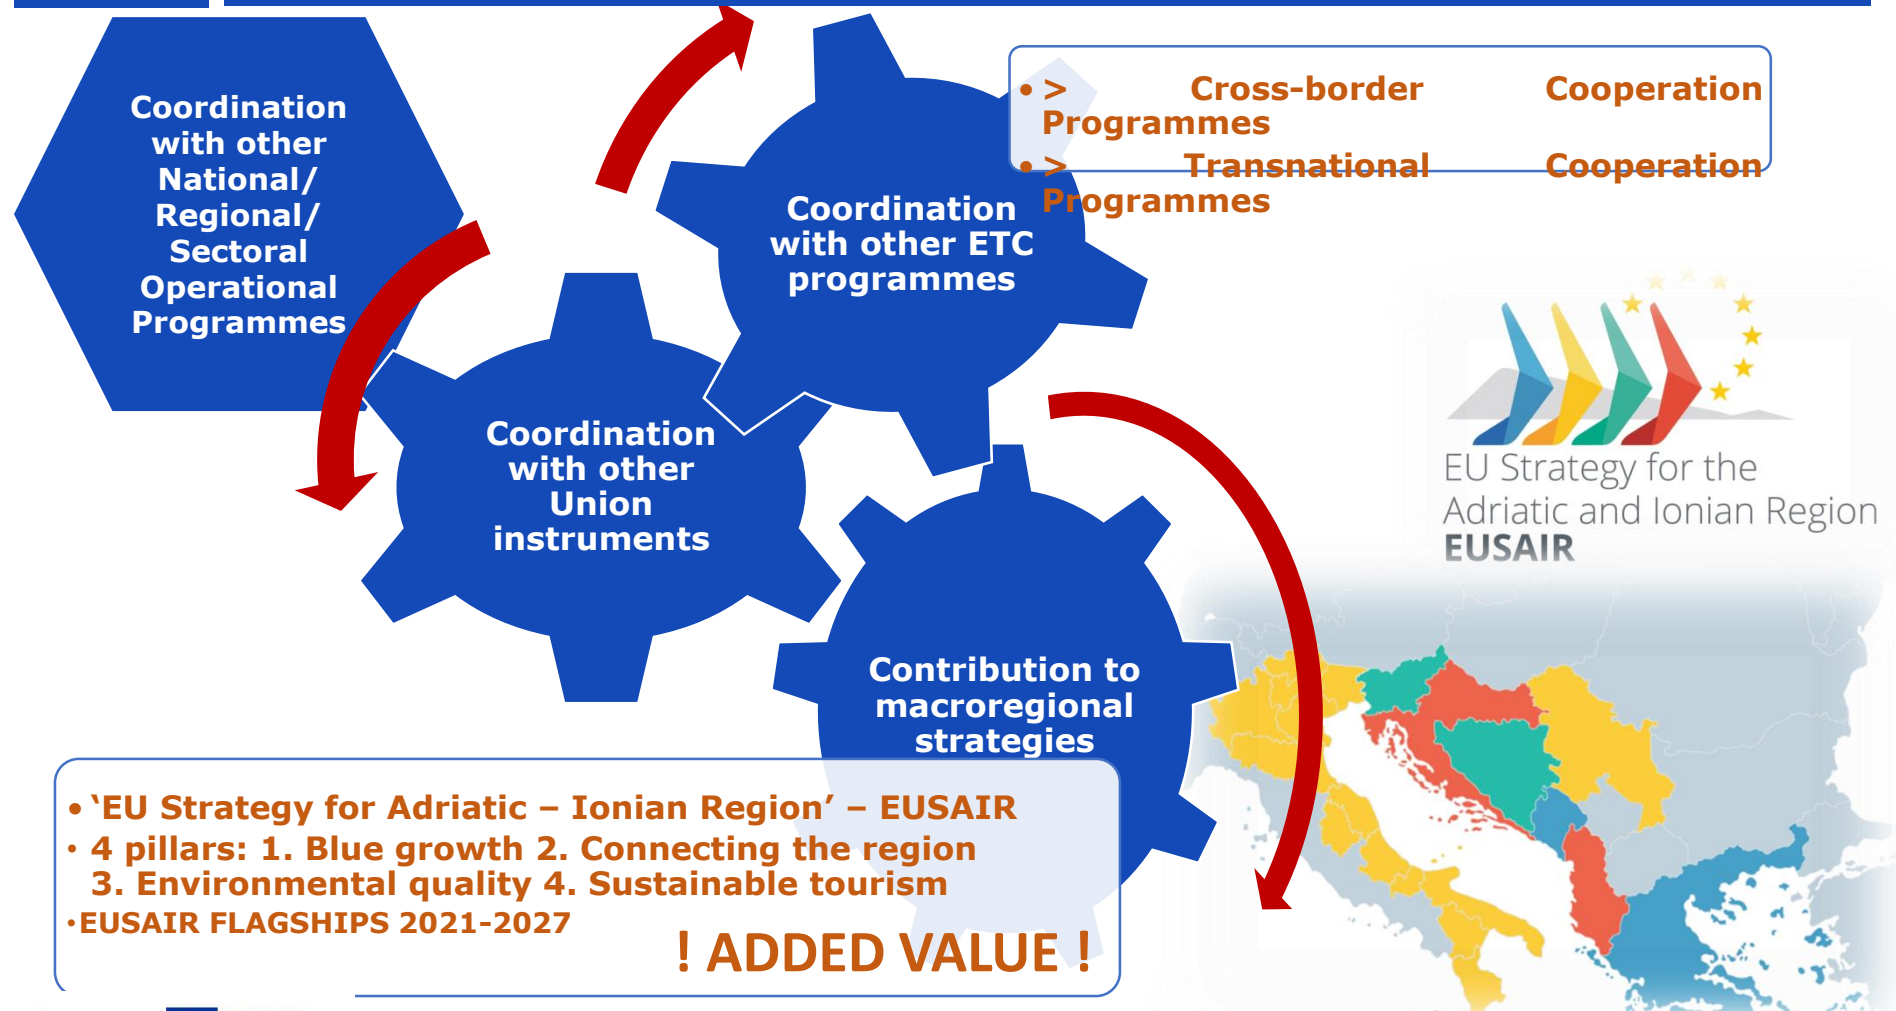 Coordination
with other
National/
Regional/
Sectoral
Operational
Programmes
Coordination
with other ETC
programmes
• > Cross-border Cooperation
Programmes
• > Transnational Cooperation
Programmes
Coordination
with other
Union
instruments
Contribution to
macroregional
strategies
EU Strategy for the
Adriatic and Ionian Region
EUSAIR
• ‘EU Strategy for Adriatic – Ionian Region’ – EUSAIR
• 4 pillars: 1. Blue growth 2. Connecting the region
3. Environmental quality 4. Sustainable tourism
•EUSAIR FLAGSHIPS 2021-2027
! ADDED VALUE !